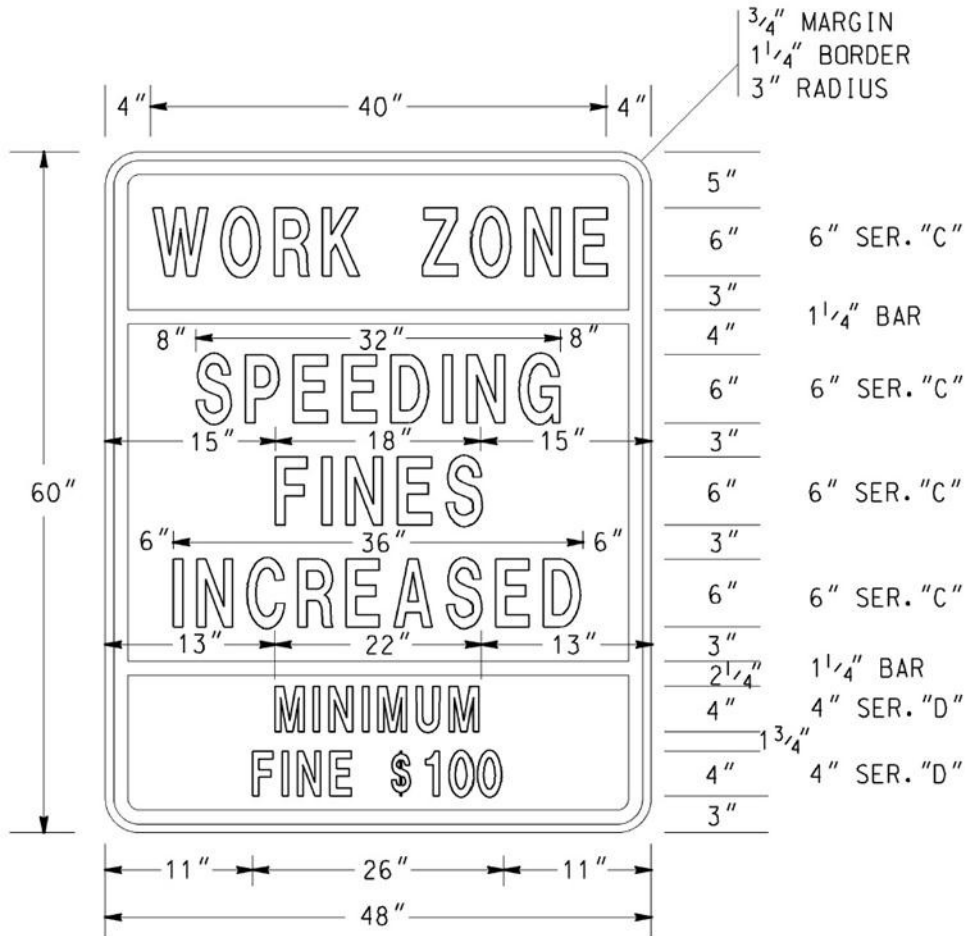 3/4" MARGIN
1 1/4" BORDER
3" RADIUS
4" 40" 4"
5"
WORK ZONE 6" 6" SER. "C"
3"
1 1/4" BAR
8" 32" 8" 4"
SPEEDING 6" 6" SER. "C"
15" 18" 15" 3"
60" FINES 6" 6" SER. "C"
6" 36" 6" 3"
INCREASED 6" 6" SER. "C"
13" 22" 13" 3"
2 1/4" 1 1/4" BAR
MINIMUM 4" 4" SER. "D"
1 3/4"
FINE $100 4" 4" SER. "D"
3"
11" 26" 11"
48"